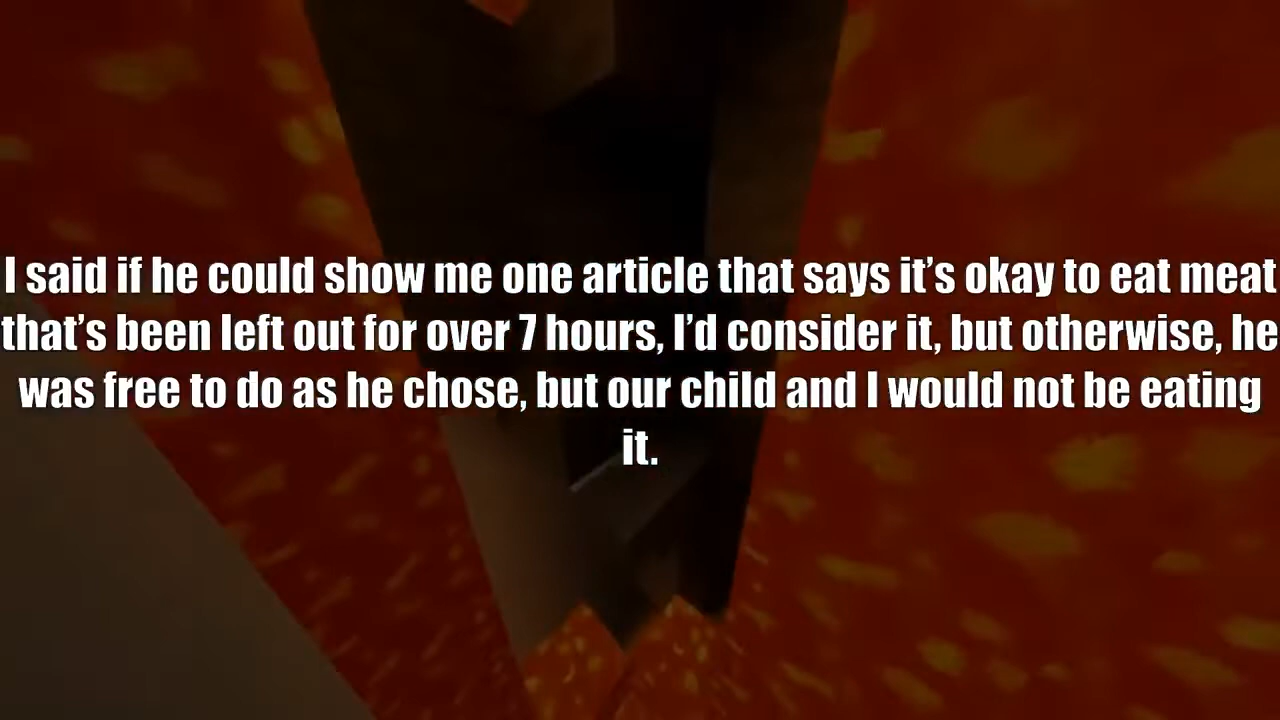 I said if he could show me one article that says it’s okay to eat meat
that’s been left out for over 7 hours, I’d consider it, but otherwise, he
was free to do as he chose, but our child and I would not be eating
it.